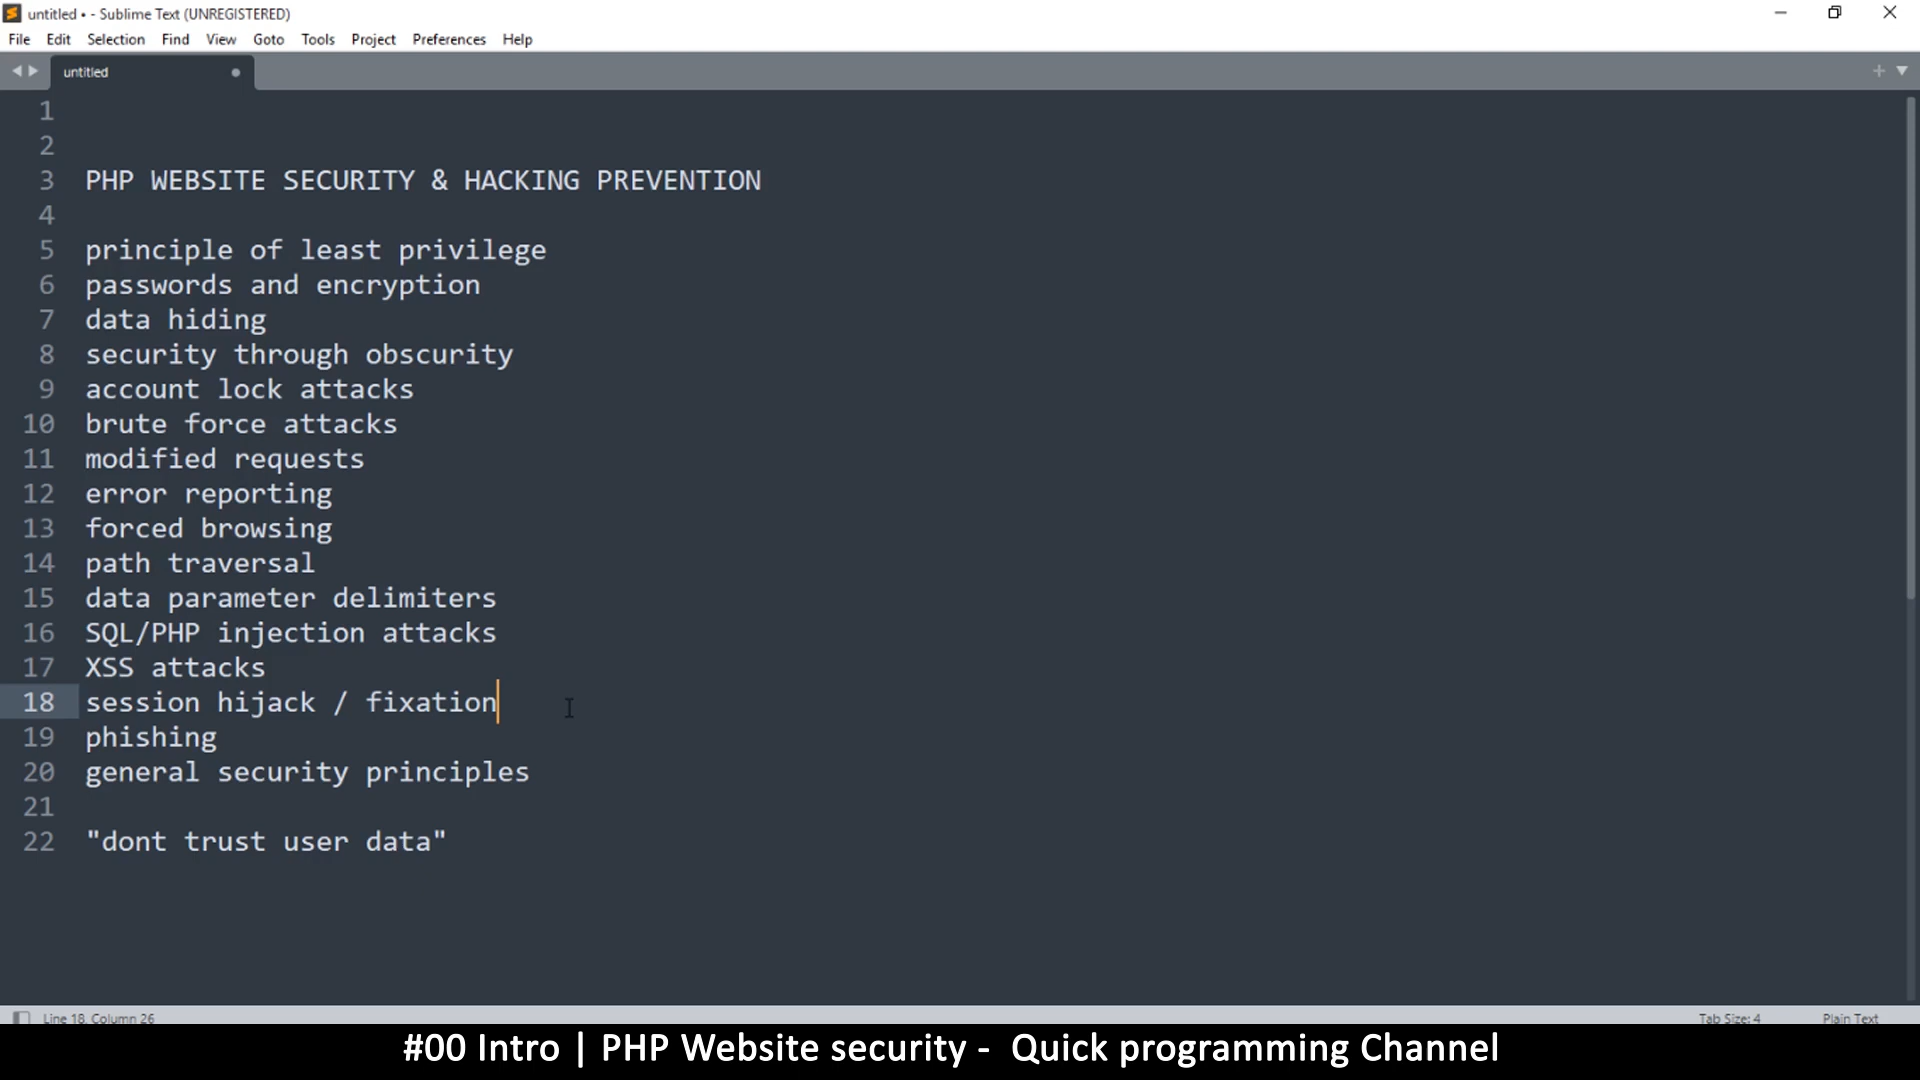 untitled • - Sublime Text (UNREGISTERED)
File Edit Selection Find View Goto Tools Project Preferences Help
untitled
1
2
3 PHP WEBSITE SECURITY & HACKING PREVENTION
4
5 principle of least privilege
6 passwords and encryption
7 data hiding
8 security through obscurity
9 account lock attacks
10 brute force attacks
11 modified requests
12 error reporting
13 forced browsing
14 path traversal
15 data parameter delimiters
16 SQL/PHP injection attacks
17 XSS attacks
18 session hijack / fixation
19 phishing
20 general security principles
21
22 "dont trust user data"
Line 18, Column 26 Tab Size: 4 Plain Text
#00 Intro | PHP Website security - Quick programming Channel